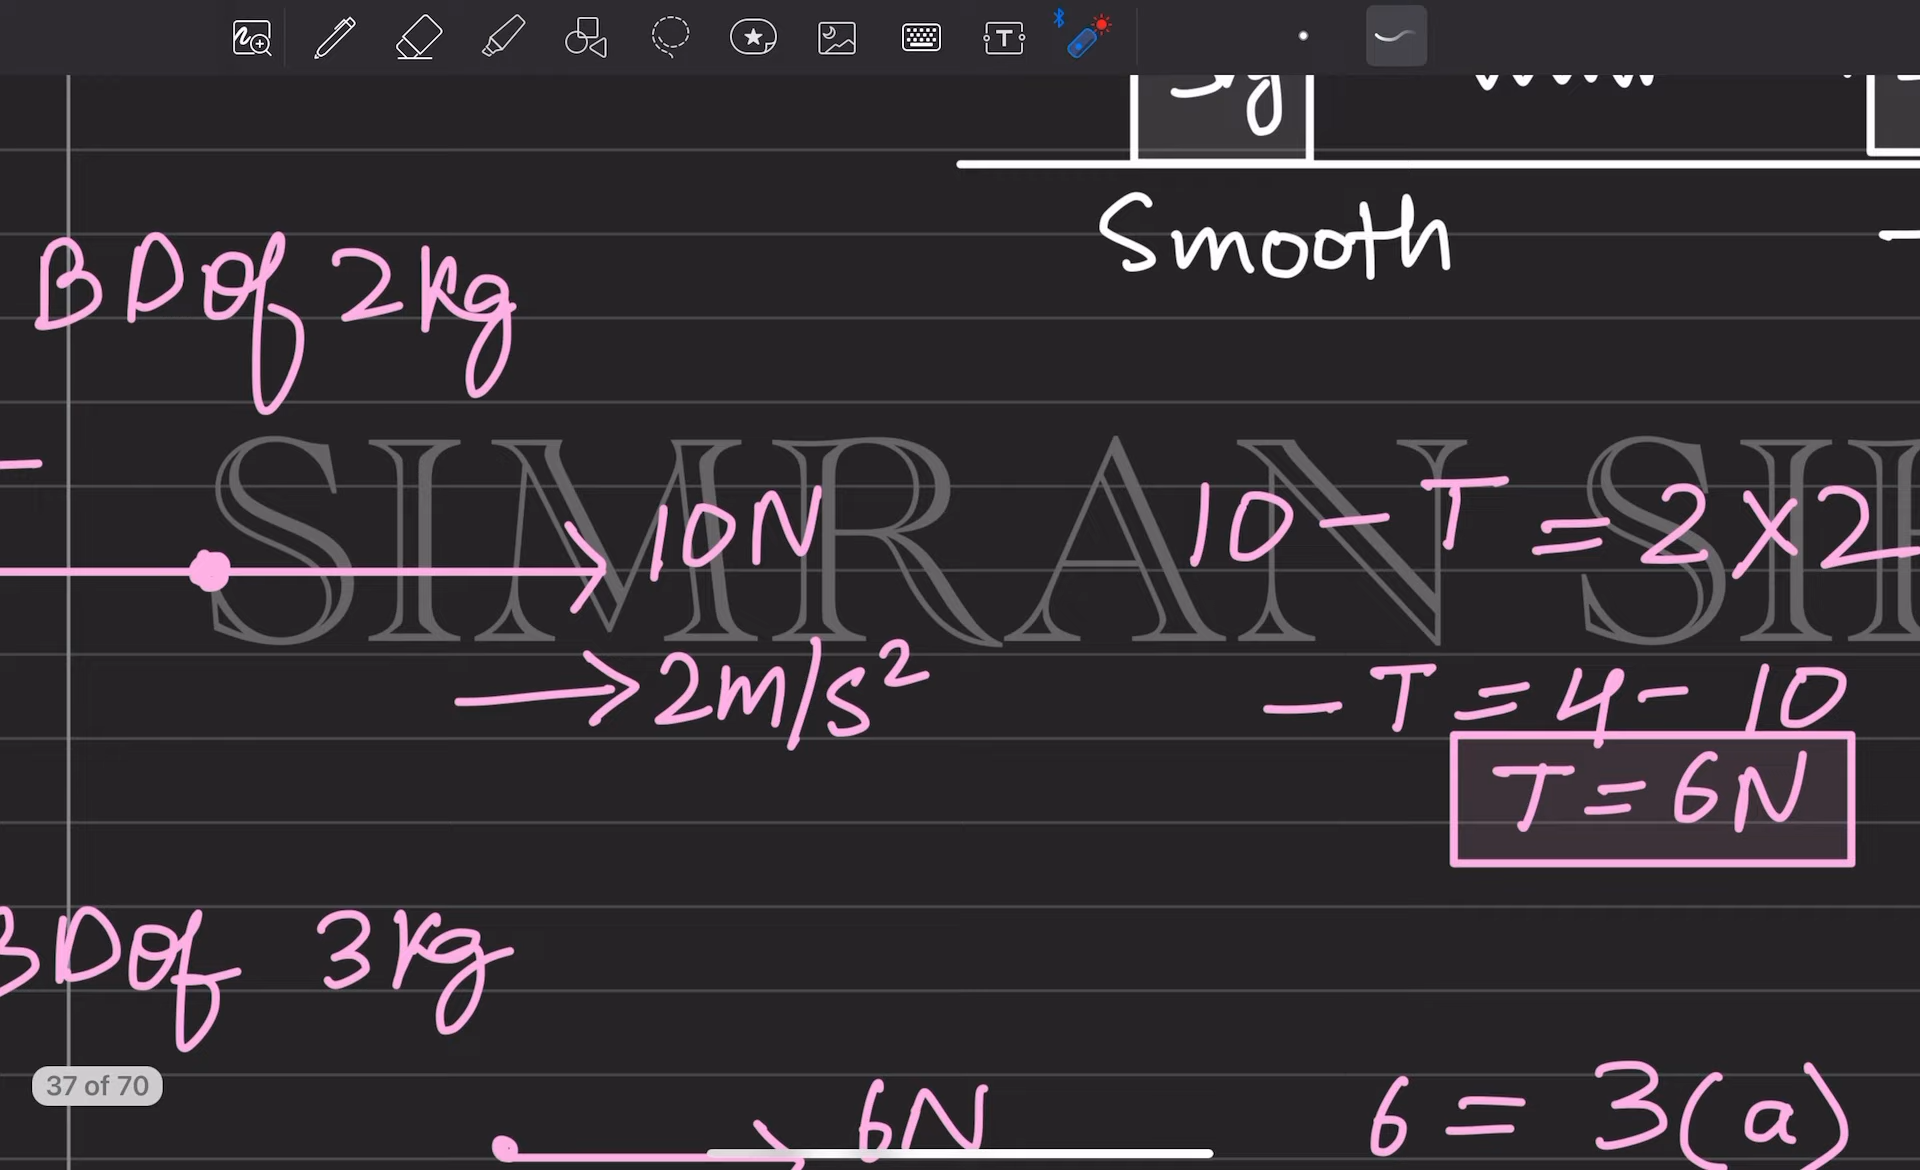 Smooth
BD of 2kg
SIMRAN
10N
10 - T = 2 × 2
→ 2m/s²
- T = 4 - 10
T = 6N
BD of 3kg
37 of 70
6N
6 = 3(a)